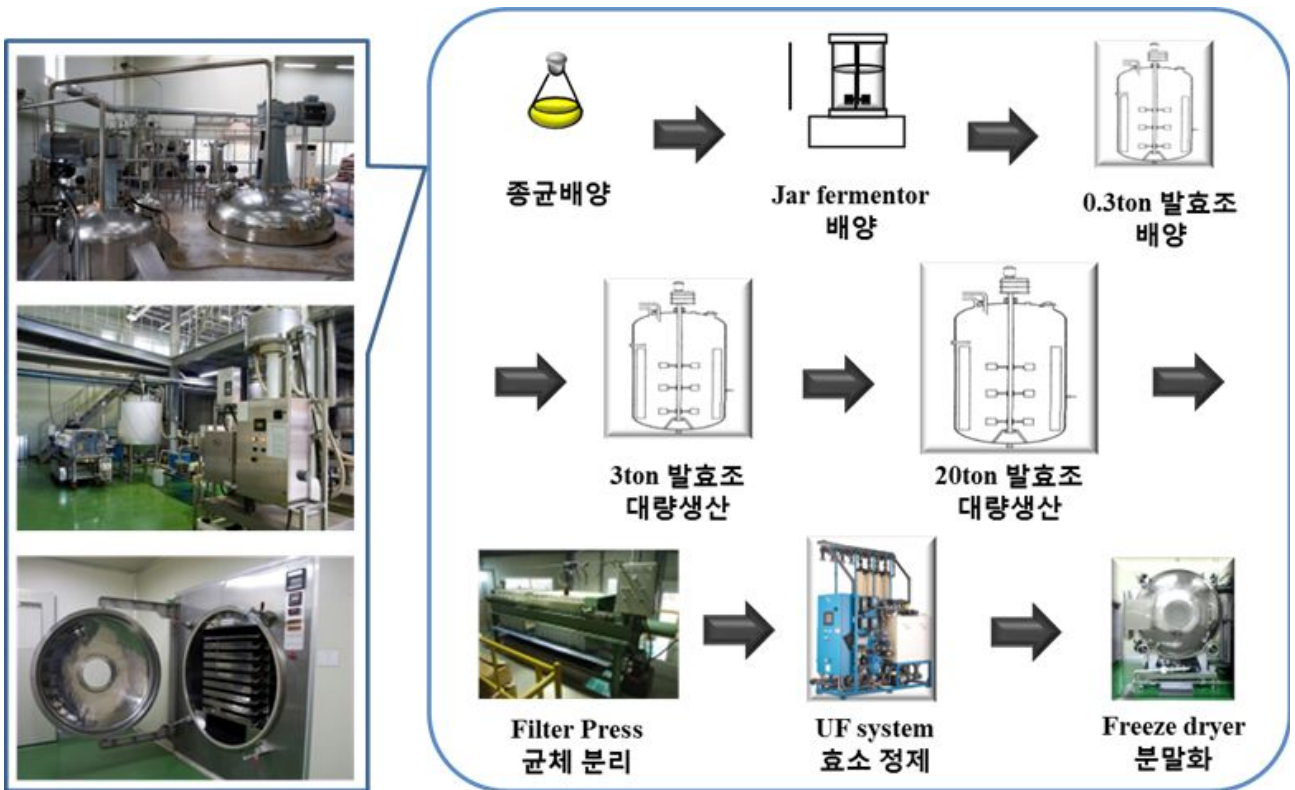 종균배양
Jar fermentor
배양
0.3ton 발효조
배양
3ton 발효조
대량생산
20ton 발효조
대량생산
Filter Press
균체 분리
UF system
효소 정제
Freeze dryer
분말화